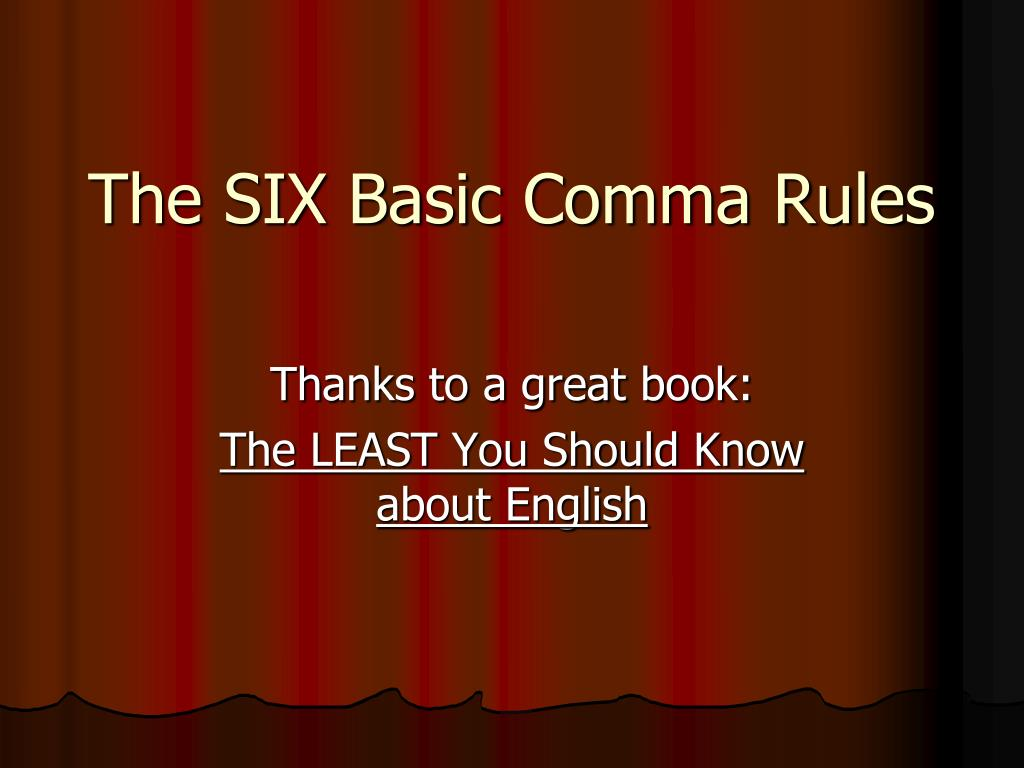 The SIX Basic Comma Rules
Thanks to a great book:
The LEAST You Should Know
about English